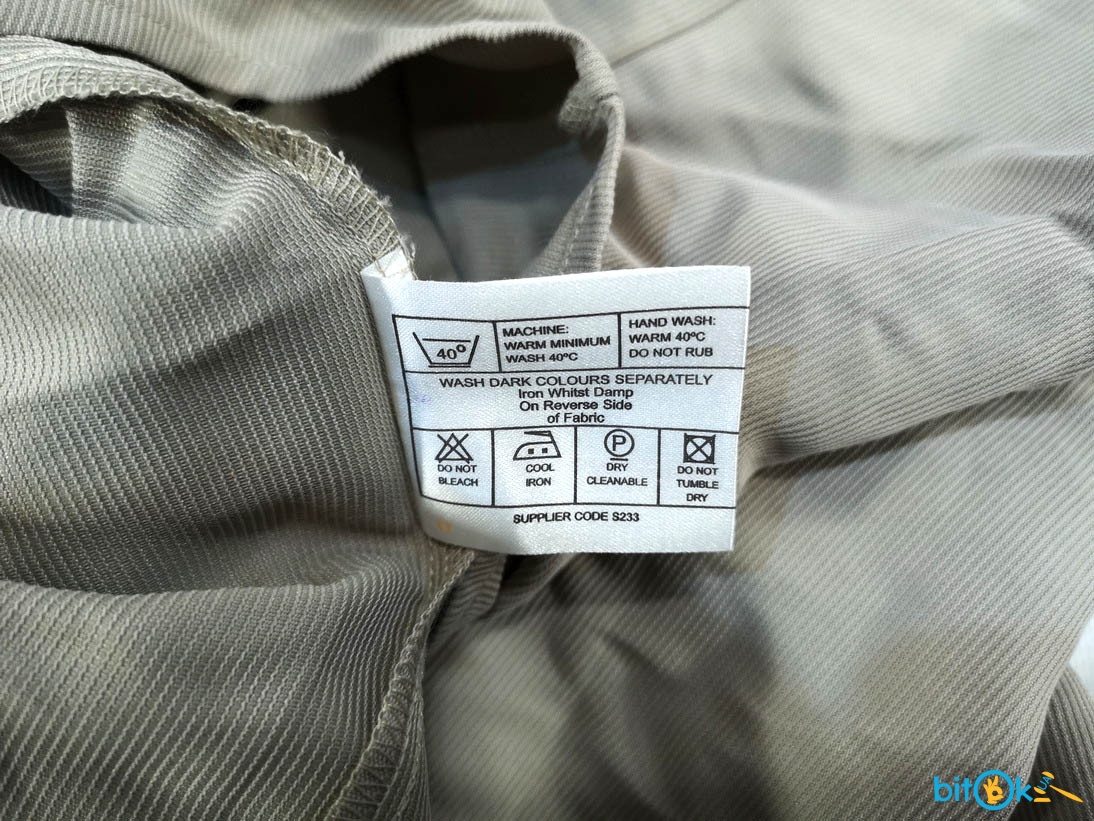 40º
MACHINE:
WARM MINIMUM
WASH 40ºC
HAND WASH:
WARM 40ºC
DO NOT RUB
WASH DARK COLOURS SEPARATELY
Iron Whitst Damp
On Reverse Side
of Fabric
DO NOT
BLEACH
COOL
IRON
P
DRY
CLEANABLE
DO NOT
TUMBLE
DRY
SUPPLIER CODE S233
bitOk UA